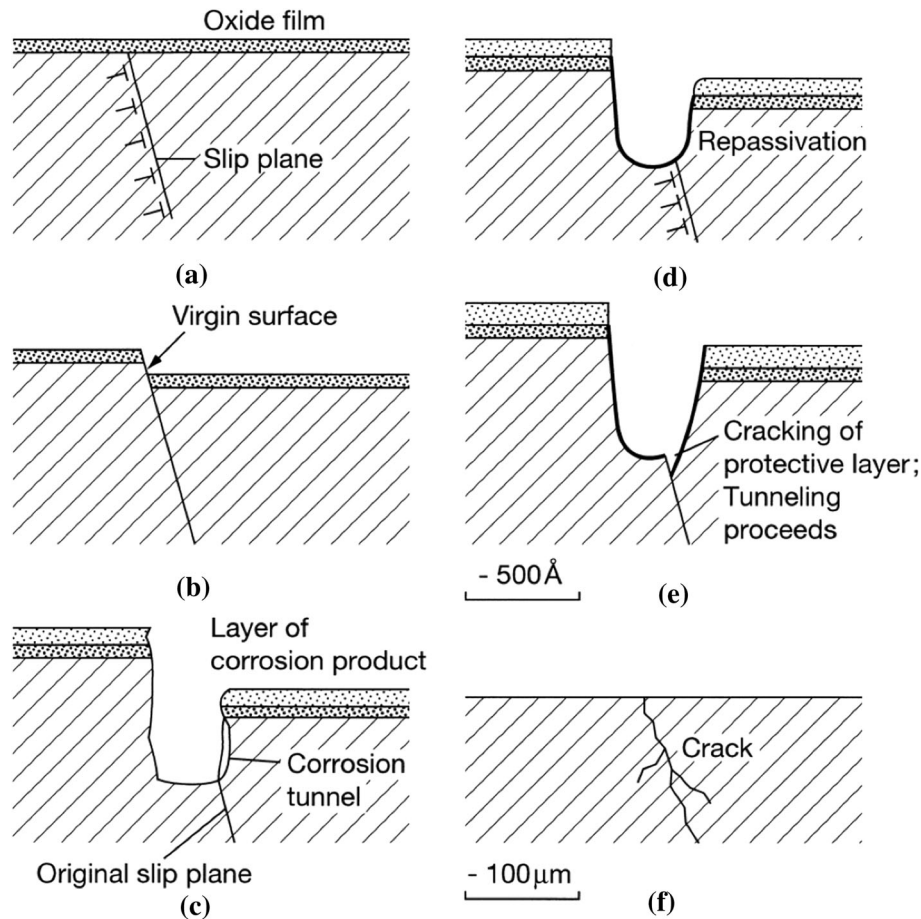 Oxide film
Slip plane
(a)
Virgin surface
(b)
Layer of
corrosion product
Corrosion
tunnel
Original slip plane
(c)
Repassivation
(d)
Cracking of
protective layer;
Tunneling
proceeds
- 500Å
(e)
Crack
- 100μm
(f)